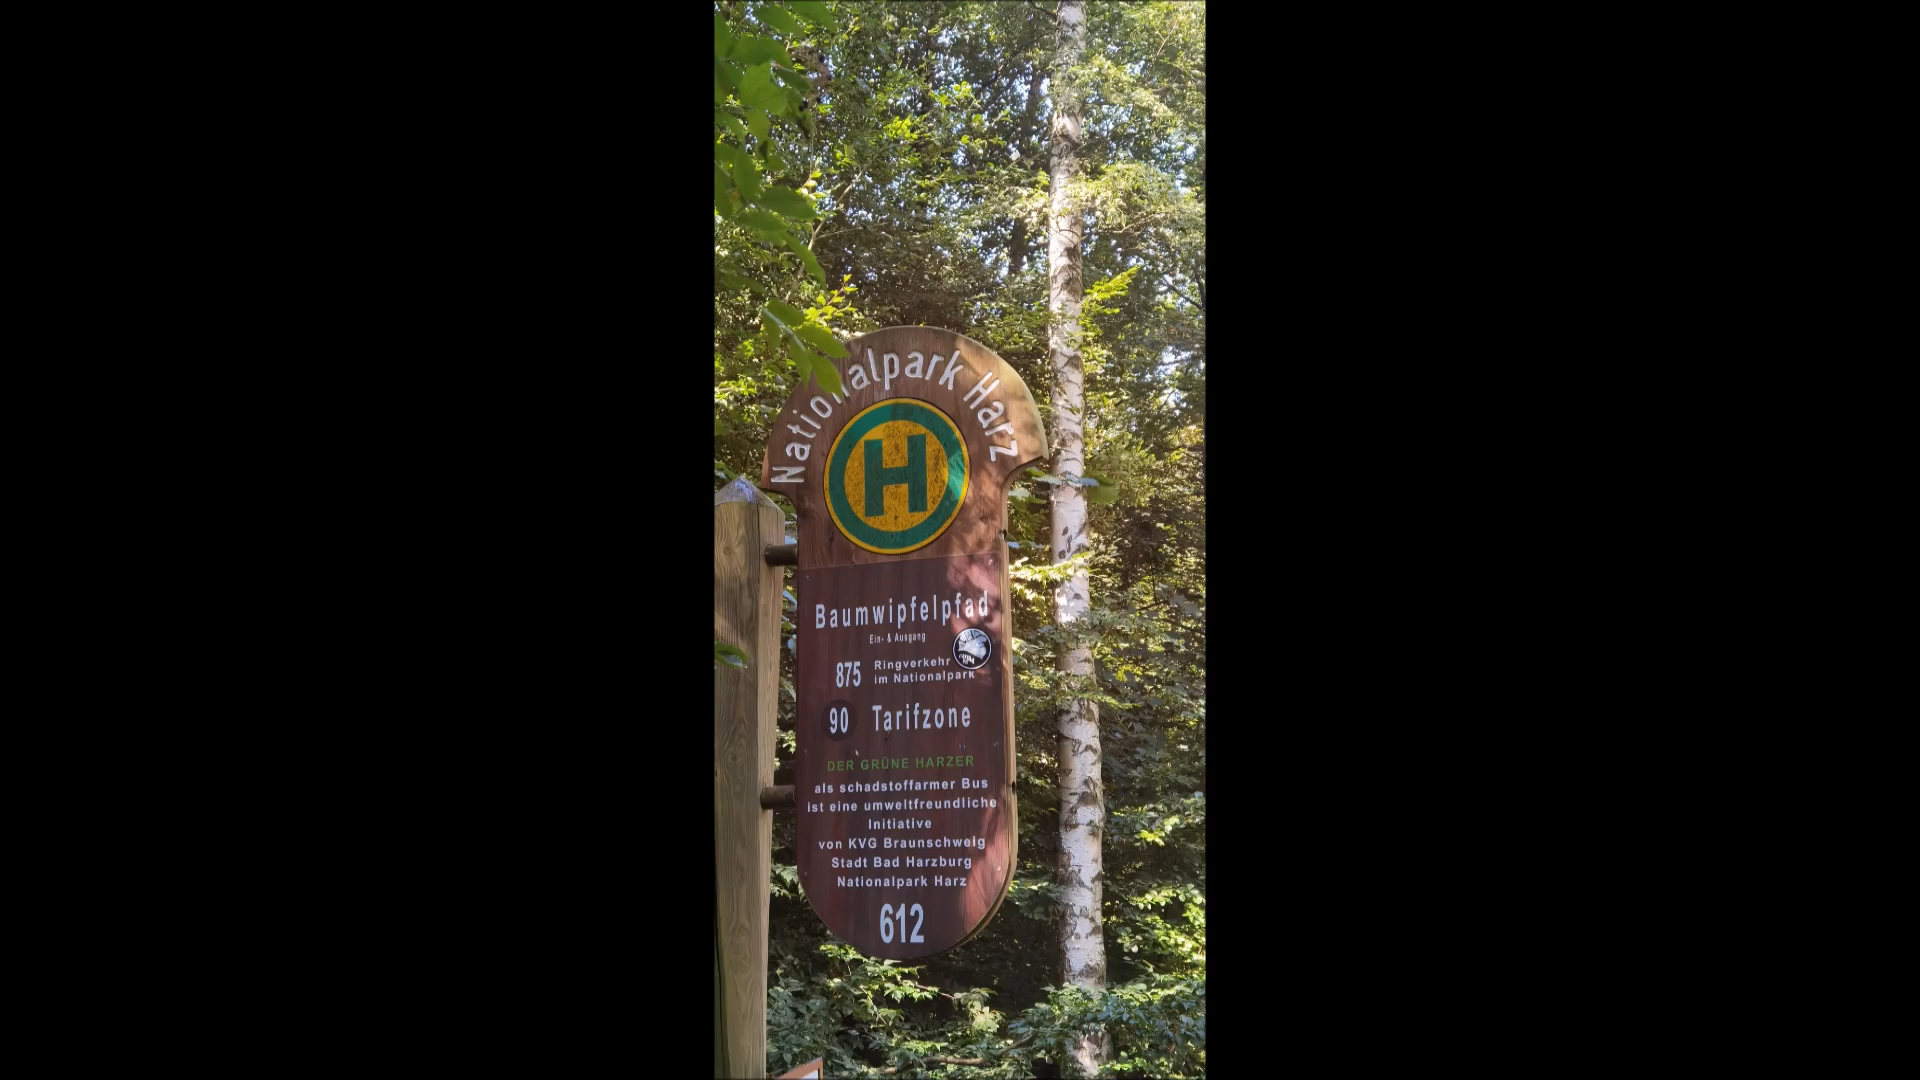 Nationalpark Harz
H
Baumwipfelpfad
Ein- & Ausgang
875 Ringverkehr
im Nationalpark
90 Tarifzone
DER GRÜNE HARZER
als schadstoffarmer Bus
ist eine umweltfreundliche
Initiative
von KVG Braunschweig
Stadt Bad Harzburg
Nationalpark Harz
612